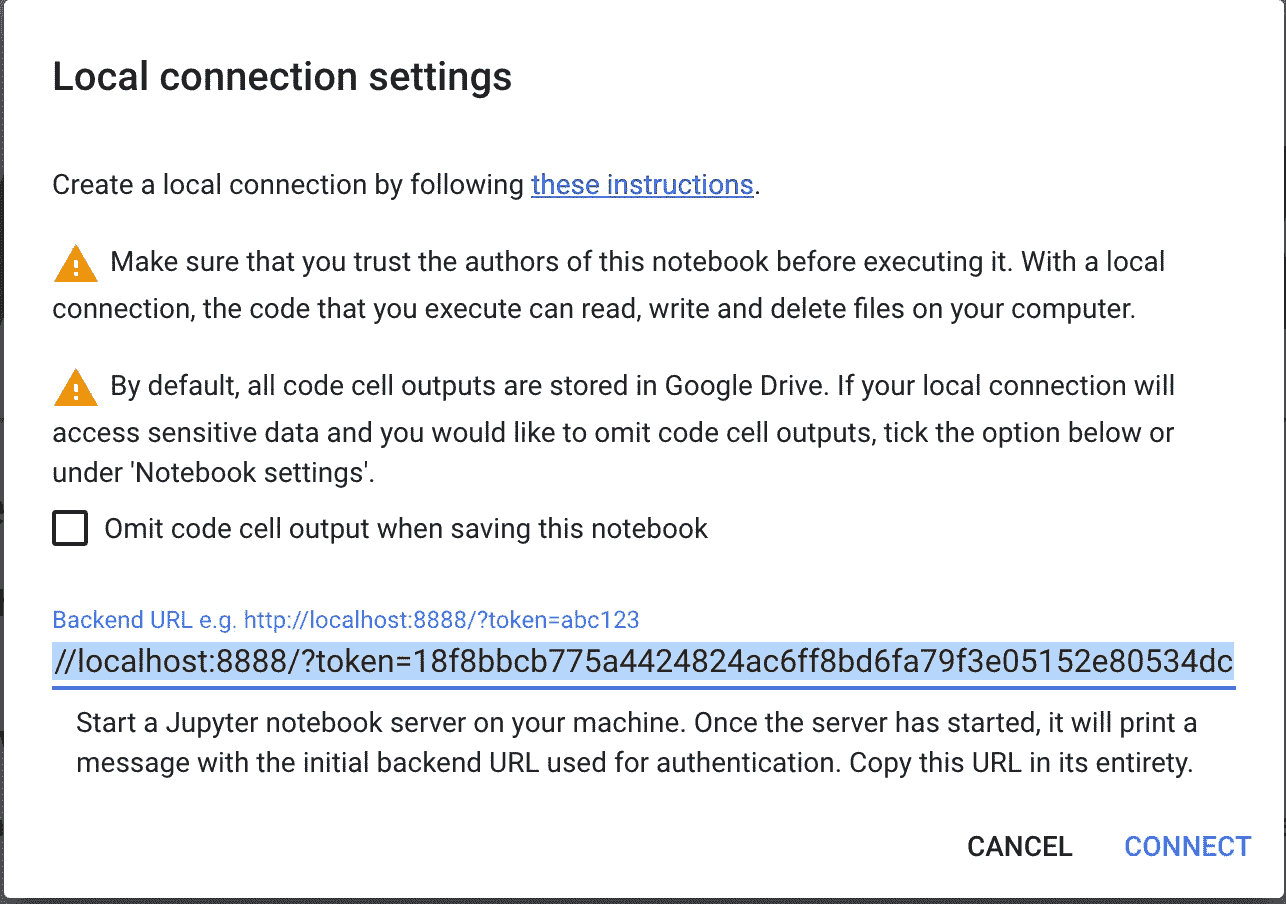 Local connection settings
Create a local connection by following these instructions.
Make sure that you trust the authors of this notebook before executing it. With a local
connection, the code that you execute can read, write and delete files on your computer.
By default, all code cell outputs are stored in Google Drive. If your local connection will
access sensitive data and you would like to omit code cell outputs, tick the option below or
under 'Notebook settings'.
Omit code cell output when saving this notebook
Backend URL e.g. http://localhost:8888/?token=abc123
//localhost:8888/?token=18f8bbcb775a4424824ac6ff8bd6fa79f3e05152e80534dc
Start a Jupyter notebook server on your machine. Once the server has started, it will print a
message with the initial backend URL used for authentication. Copy this URL in its entirety.
CANCEL CONNECT